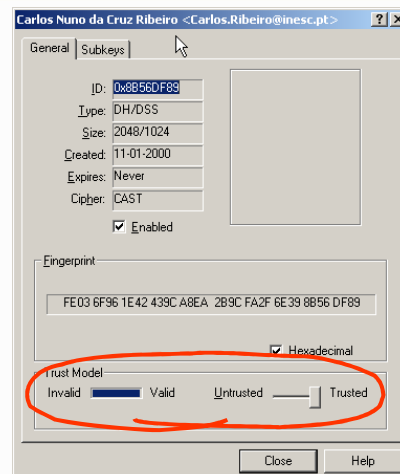 Carlos Nuno da Cruz Ribeiro <Carlos.Ribeiro@inesc.pt>
General Subkeys
ID: 0x8B56DF89
Type: DH/DSS
Size: 2048/1024
Created: 11-01-2000
Expires: Never
Cipher: CAST
Enabled
Fingerprint
FE03 6F96 1E42 439C A8EA 2B9C FA2F 6E39 8B56 DF89
Hexadecimal
Trust Model
Invalid Valid Untrusted Trusted
Close Help